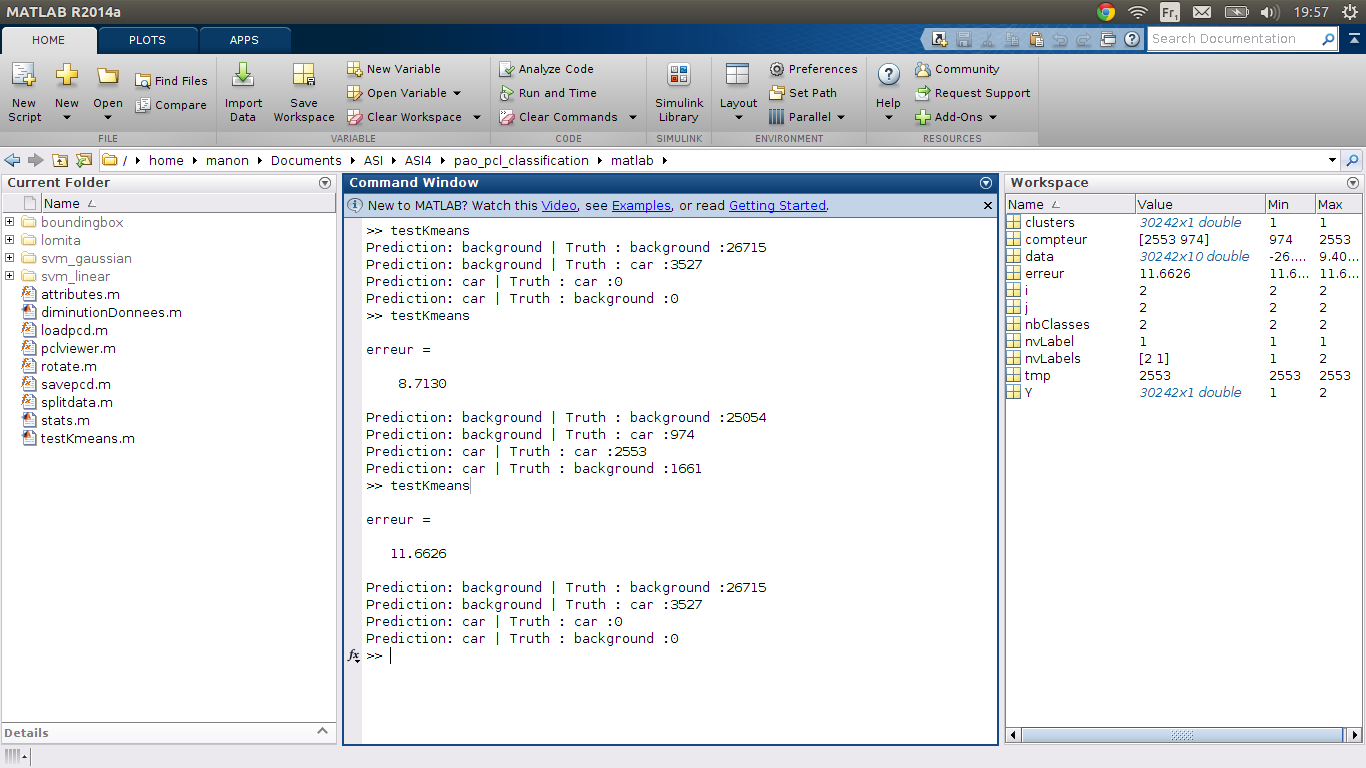 MATLAB R2014a
Fr1
19:57
HOME PLOTS APPS
Search Documentation
New Script
New
Open
Find Files
Compare
Import Data
Save Workspace
New Variable
Open Variable
Clear Workspace
Analyze Code
Run and Time
Clear Commands
Simulink Library
Layout
Preferences
Set Path
Parallel
Help
Community
Request Support
Add-Ons
FILE VARIABLE CODE SIMULINK ENVIRONMENT RESOURCES
/ home manon Documents ASI ASI4 pao_pcl_classification matlab
Current Folder
Name
boundingbox
lomita
svm_gaussian
svm_linear
attributes.m
diminutionDonnees.m
loadpcd.m
pclviewer.m
rotate.m
savepcd.m
splitdata.m
stats.m
testKmeans.m
Details
Command Window
New to MATLAB? Watch this Video, see Examples, or read Getting Started.
>> testKmeans
Prediction: background | Truth : background :26715
Prediction: background | Truth : car :3527
Prediction: car | Truth : car :0
Prediction: car | Truth : background :0
>> testKmeans
erreur =
8.7130
Prediction: background | Truth : background :25054
Prediction: background | Truth : car :974
Prediction: car | Truth : car :2553
Prediction: car | Truth : background :1661
>> testKmeans
erreur =
11.6626
Prediction: background | Truth : background :26715
Prediction: background | Truth : car :3527
Prediction: car | Truth : car :0
Prediction: car | Truth : background :0
fx >>
Workspace
Name Value Min Max
clusters 30242x1 double 1 1
compteur [2553 974] 974 2553
data 30242x10 double -26.... 9.40...
erreur 11.6626 11.6... 11.6...
i 2 2 2
j 2 2 2
nbClasses 2 2 2
nvLabel 1 1 1
nvLabels [2 1] 1 2
tmp 2553 2553 2553
Y 30242x1 double 1 2